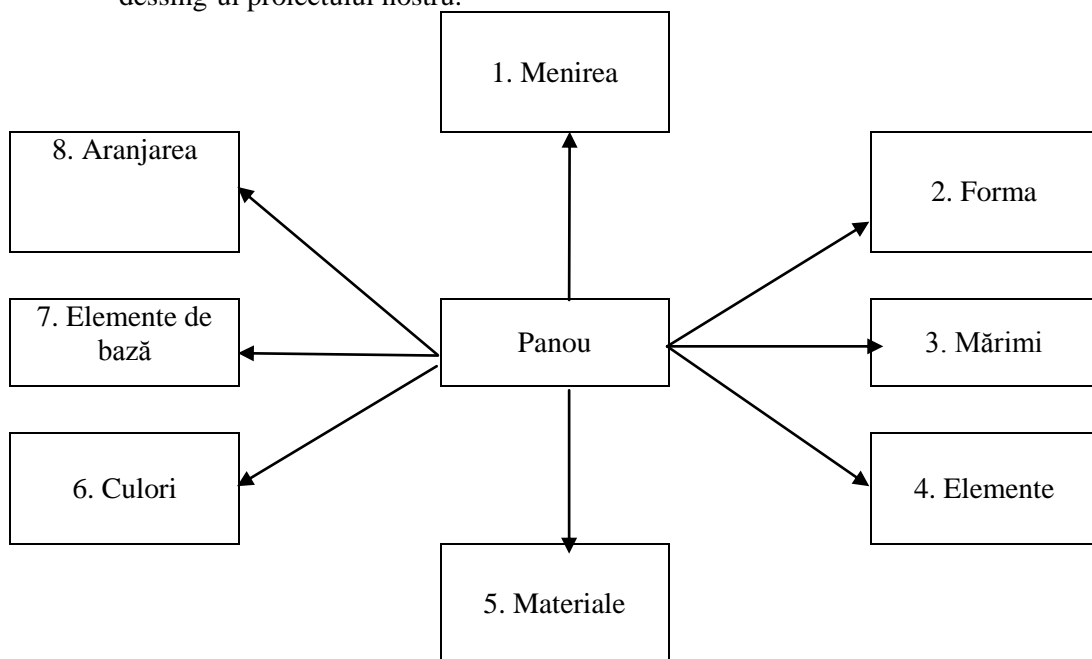 dessing-ul proiectului nostru.
1. Menirea
8. Aranjarea
2. Forma
7. Elemente de
bază
Panou
3. Mărimi
6. Culori
4. Elemente
5. Materiale